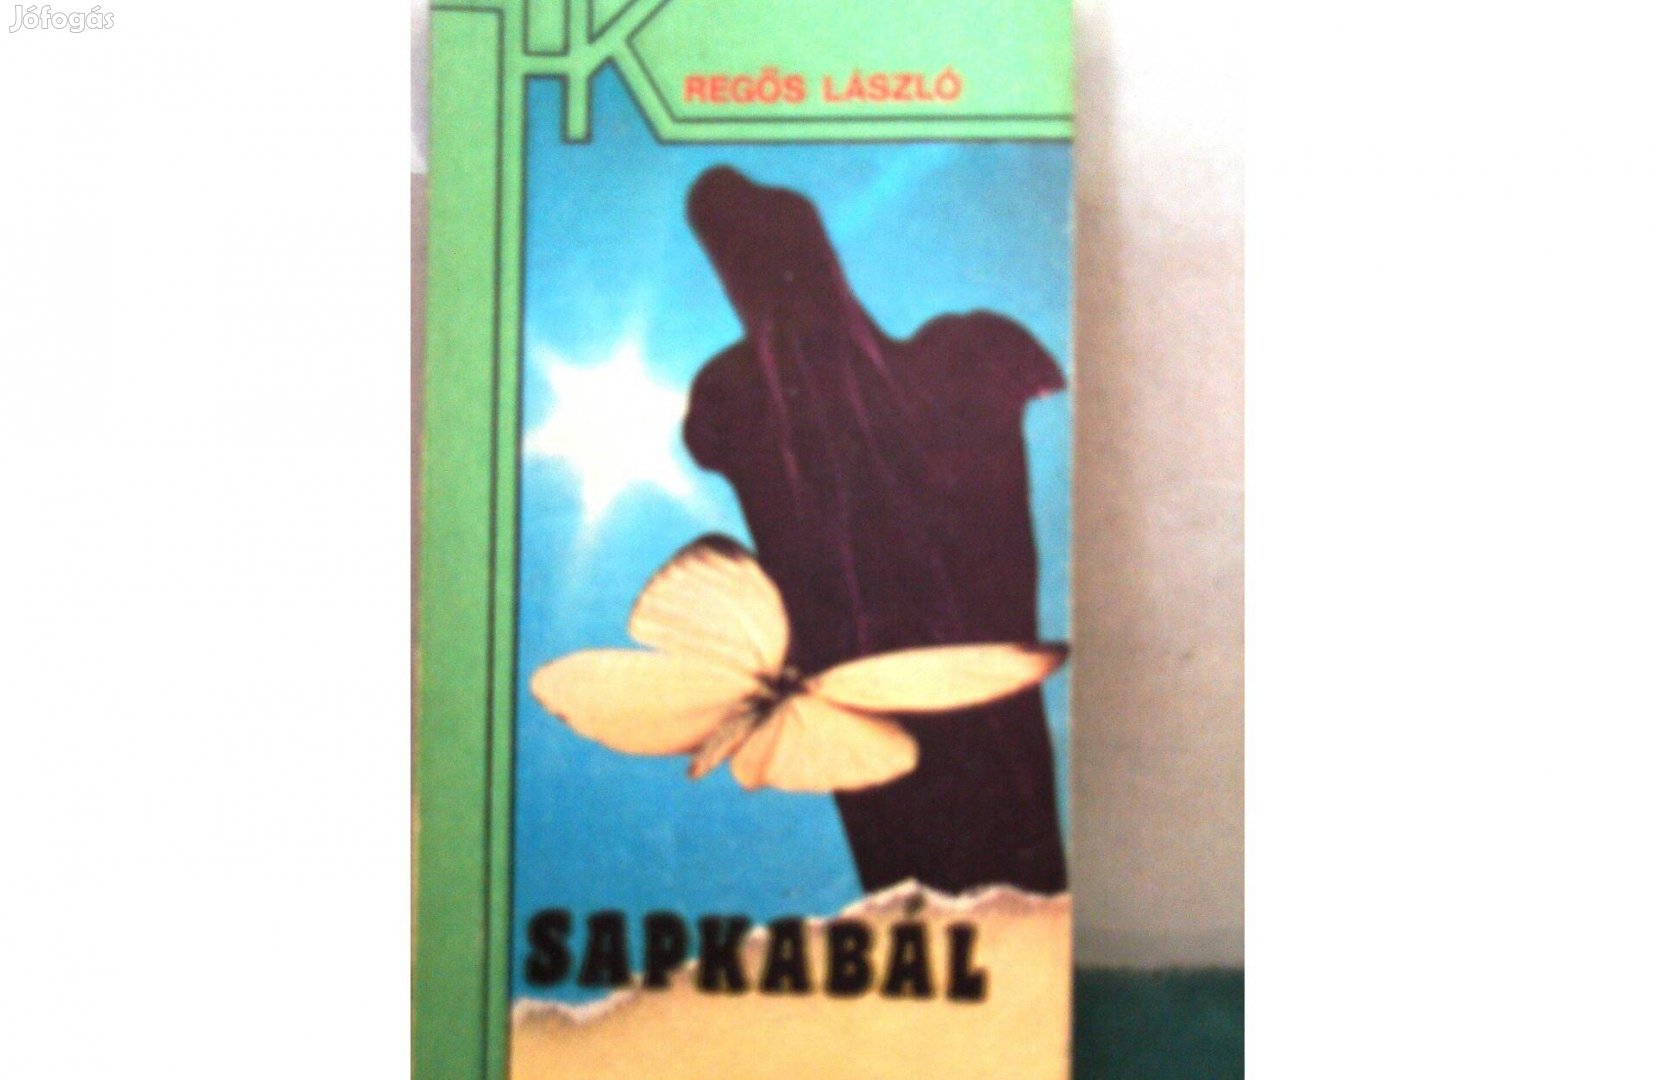 Jófogás
K
REGŐS LÁSZLÓ
SAPKABÁL